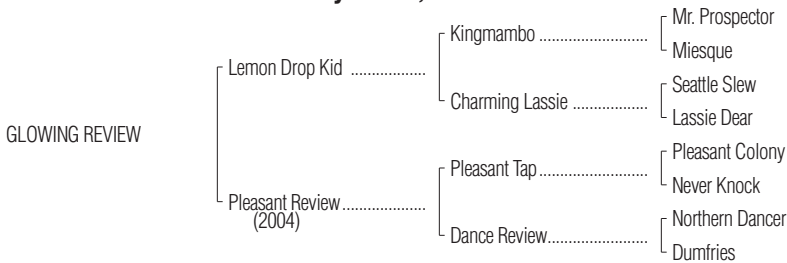 Mr. Prospector
Kingmambo ..........................
Miesque
Lemon Drop Kid ..................
Seattle Slew
Charming Lassie ..................
Lassie Dear
GLOWING REVIEW
Pleasant Colony
Pleasant Tap..........................
Never Knock
Pleasant Review....................
(2004)
Northern Dancer
Dance Review........................
Dumfries